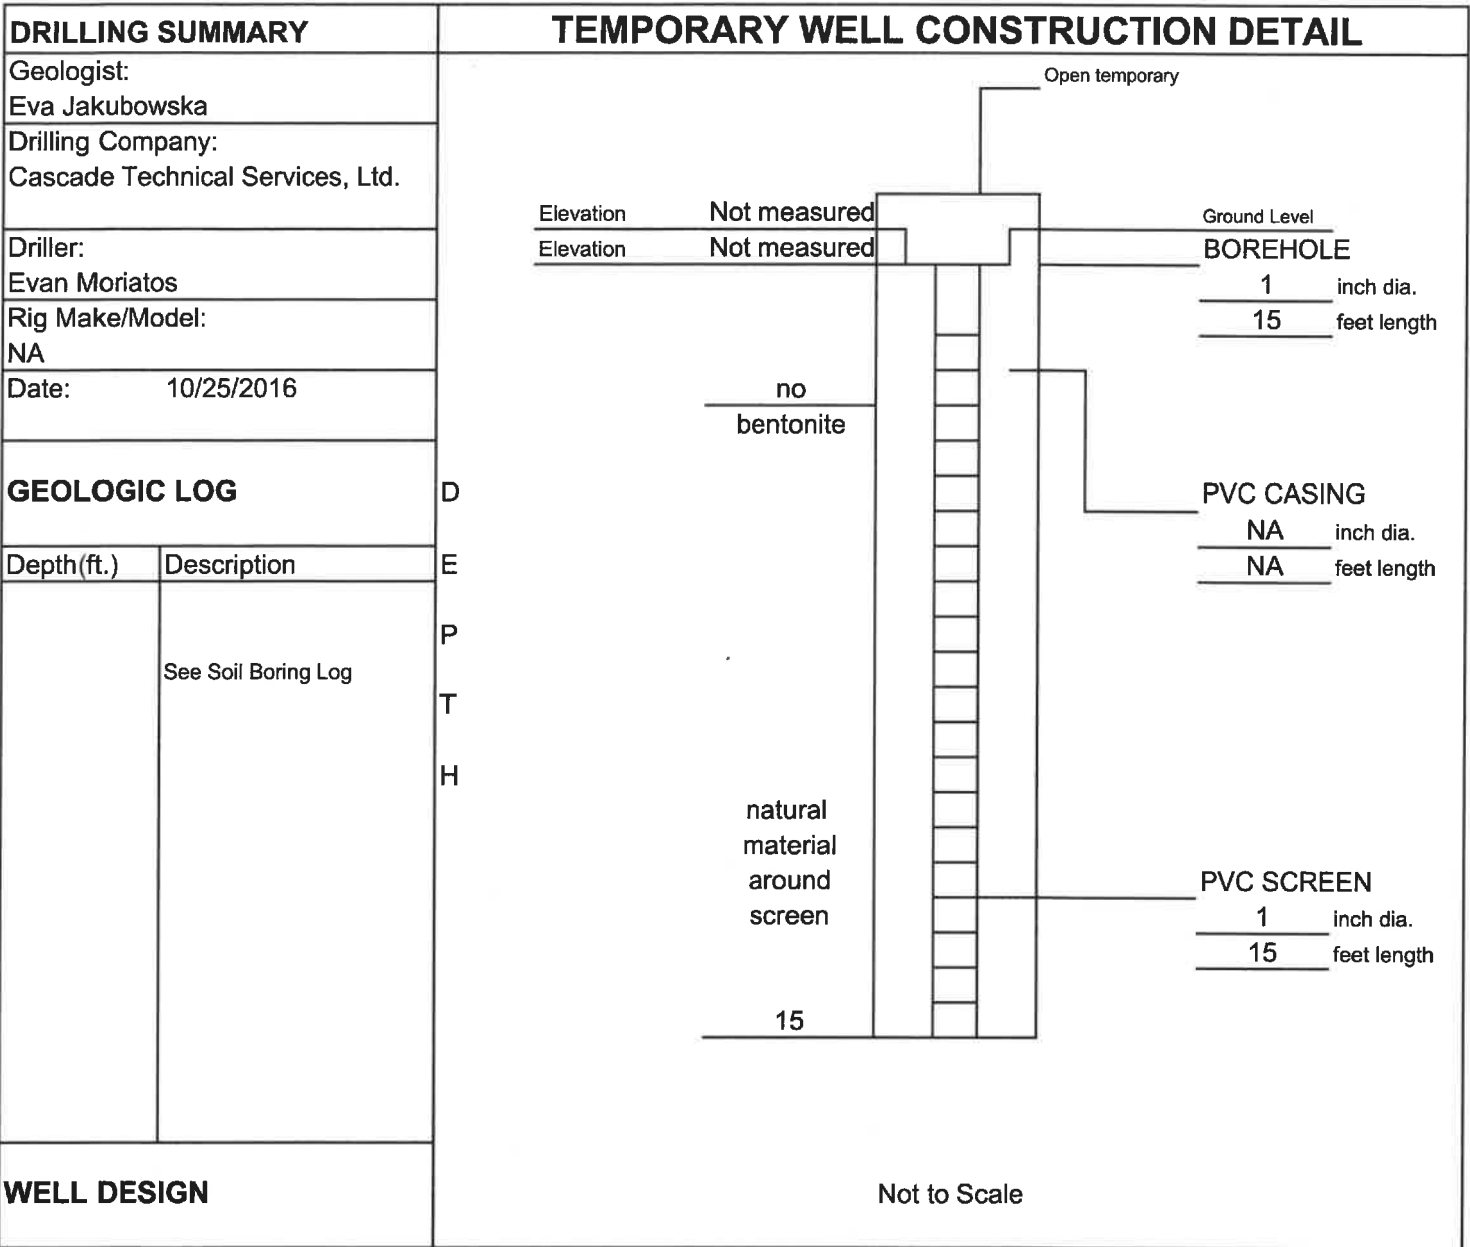 DRILLING SUMMARY
Geologist:
Eva Jakubowska
Drilling Company:
Cascade Technical Services, Ltd.
Driller:
Evan Moriatos
Rig Make/Model:
NA
Date: 10/25/2016
GEOLOGIC LOG
Depth(ft.) Description
See Soil Boring Log
WELL DESIGN
D
E
P
T
H
TEMPORARY WELL CONSTRUCTION DETAIL
Open temporary
Elevation Not measured
Elevation Not measured
Ground Level
BOREHOLE
1 inch dia.
15 feet length
no
bentonite
PVC CASING
NA inch dia.
NA feet length
natural
material
around
screen
PVC SCREEN
1 inch dia.
15 feet length
15
Not to Scale